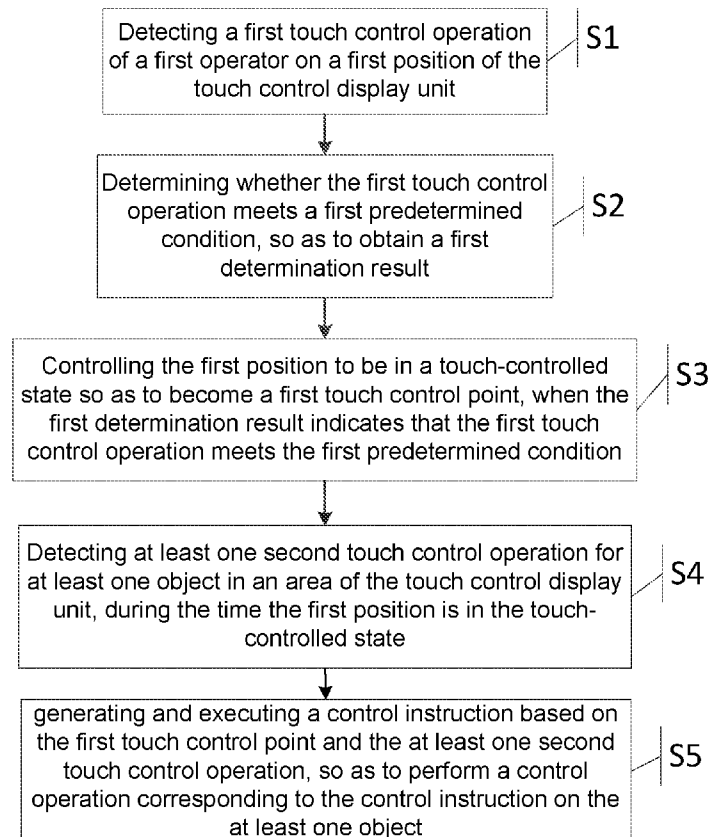 Detecting a first touch control operation
of a first operator on a first position of the
touch control display unit
S1
Determining whether the first touch control
operation meets a first predetermined
condition, so as to obtain a first
determination result
S2
Controlling the first position to be in a touch-controlled
state so as to become a first touch control point, when the
first determination result indicates that the first touch
control operation meets the first predetermined condition
S3
Detecting at least one second touch control operation for
at least one object in an area of the touch control display
unit, during the time the first position is in the touch-
controlled state
S4
generating and executing a control instruction based on
the first touch control point and the at least one second
touch control operation, so as to perform a control
operation corresponding to the control instruction on the
at least one object
S5